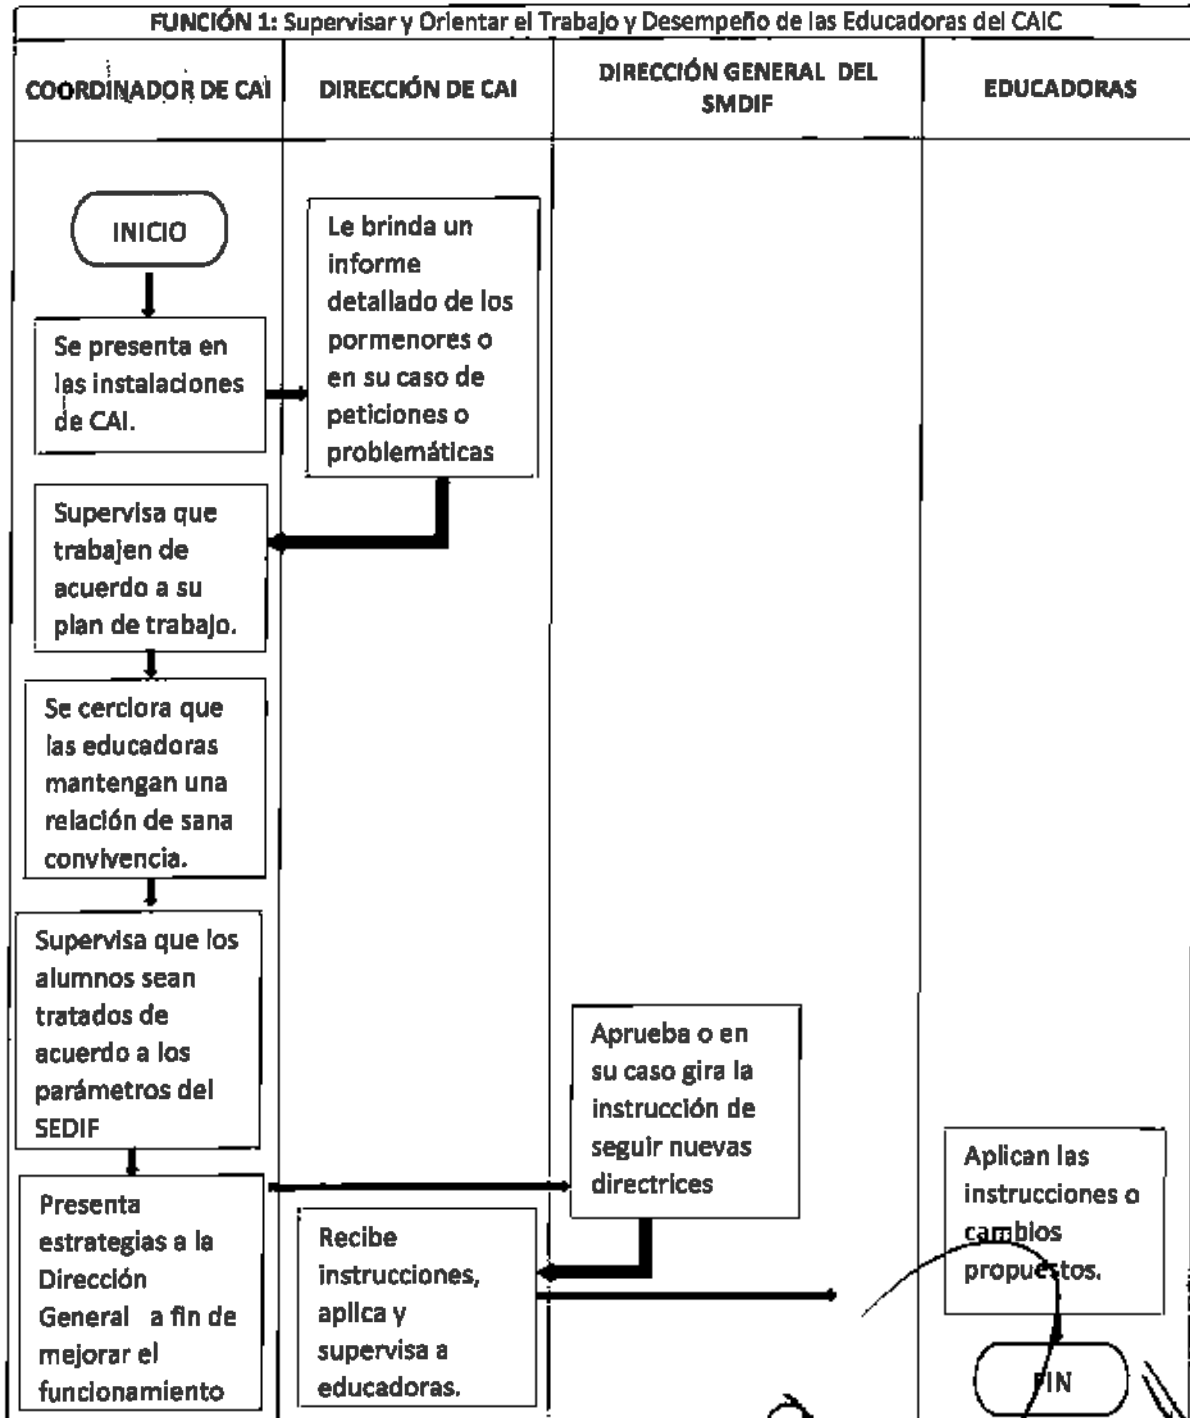 FUNCIÓN 1: Supervisar y Orientar el Trabajo y Desempeño de las Educadoras del CAIC
COORDINADOR DE CAI
DIRECCIÓN DE CAI
DIRECCIÓN GENERAL DEL
SMDIF
EDUCADORAS
INICIO
Se presenta en
las instalaciones
de CAI.
Le brinda un
informe
detallado de los
pormenores o
en su caso de
peticiones o
problemáticas
Supervisa que
trabajen de
acuerdo a su
plan de trabajo.
Se cerciora que
las educadoras
mantengan una
relación de sana
convivencia.
Supervisa que los
alumnos sean
tratados de
acuerdo a los
parámetros del
SEDIF
Presenta
estrategias a la
Dirección
General a fin de
mejorar el
funcionamiento
Aprueba o en
su caso gira la
instrucción de
seguir nuevas
directrices
Recibe
instrucciones,
aplica y
supervisa a
educadoras.
Aplican las
instrucciones o
cambios
propuestos.
FIN